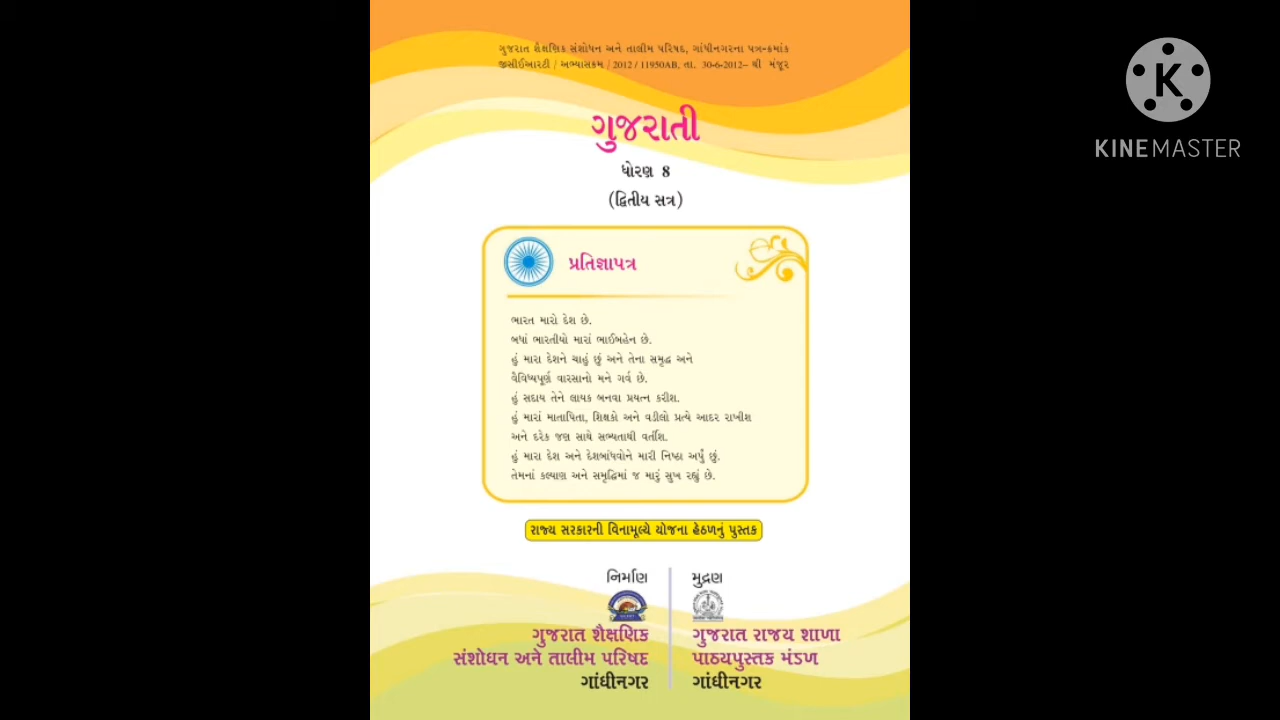 ગુજરાત શૈક્ષણિક સંશોધન અને તાલીમ પરિષદ, ગાંધીનગરના પત્ર-ક્રમાંક
જીસીઈઆરટી / અભ્યાસક્રમ / 2012 / 11950AB, તા. 30-6-2012– થી મંજૂર
K
KINEMASTER
ગુજરાતી
ધોરણ 8
(દ્વિતીય સત્ર)
પ્રતિજ્ઞાપત્ર
ભારત મારો દેશ છે.
બધાં ભારતીયો મારાં ભાઈબહેન છે.
હું મારા દેશને ચાહું છું અને તેના સમૃદ્ધ અને
વૈવિધ્યપૂર્ણ વારસાનો મને ગર્વ છે.
હું સદાય તેને લાયક બનવા પ્રયત્ન કરીશ.
હું મારાં માતાપિતા, શિક્ષકો અને વડીલો પ્રત્યે આદર રાખીશ
અને દરેક જણ સાથે સભ્યતાથી વર્તીશ.
હું મારા દેશ અને દેશબાંધવોને મારી નિષ્ઠા અર્પું છું.
તેમનાં કલ્યાણ અને સમૃદ્ધિમાં જ મારું સુખ રહ્યું છે.
રાજ્ય સરકારની વિનામૂલ્યે યોજના હેઠળનું પુસ્તક
નિર્માણ
ગુજરાત શૈક્ષણિક
સંશોધન અને તાલીમ પરિષદ
ગાંધીનગર
મુદ્રણ
ગુજરાત રાજય શાળા
પાઠયપુસ્તક મંડળ
ગાંધીનગર